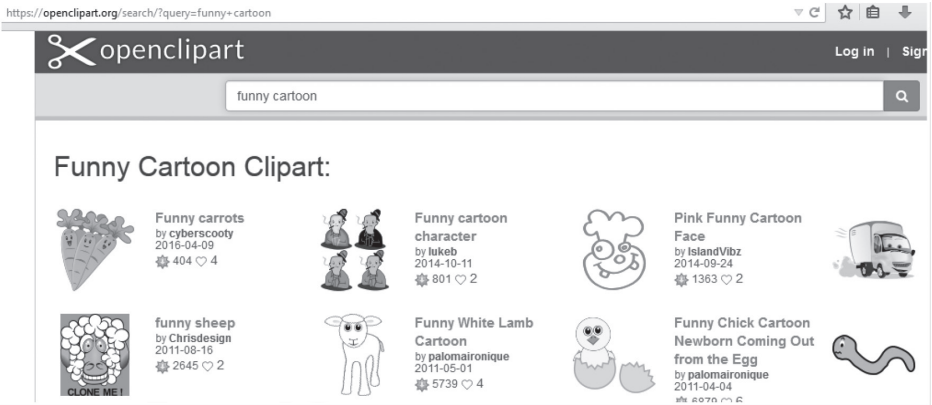 https://openclipart.org/search/?query=funny+cartoon
openclipart
Log in | Sign
funny cartoon
Funny Cartoon Clipart:
Funny carrots
by cyberscooty
2016-04-09
404 ♡ 4
Funny cartoon
character
by lukeb
2014-10-11
801 ♡ 2
Pink Funny Cartoon
Face
by IslandVibz
2014-09-24
1363 ♡ 2
CLONE ME !
funny sheep
by Chrisdesign
2011-08-16
2645 ♡ 2
Funny White Lamb
Cartoon
by palomaironique
2011-05-01
5739 ♡ 4
Funny Chick Cartoon
Newborn Coming Out
from the Egg
by palomaironique
2011-04-04
6879 ♡ 6